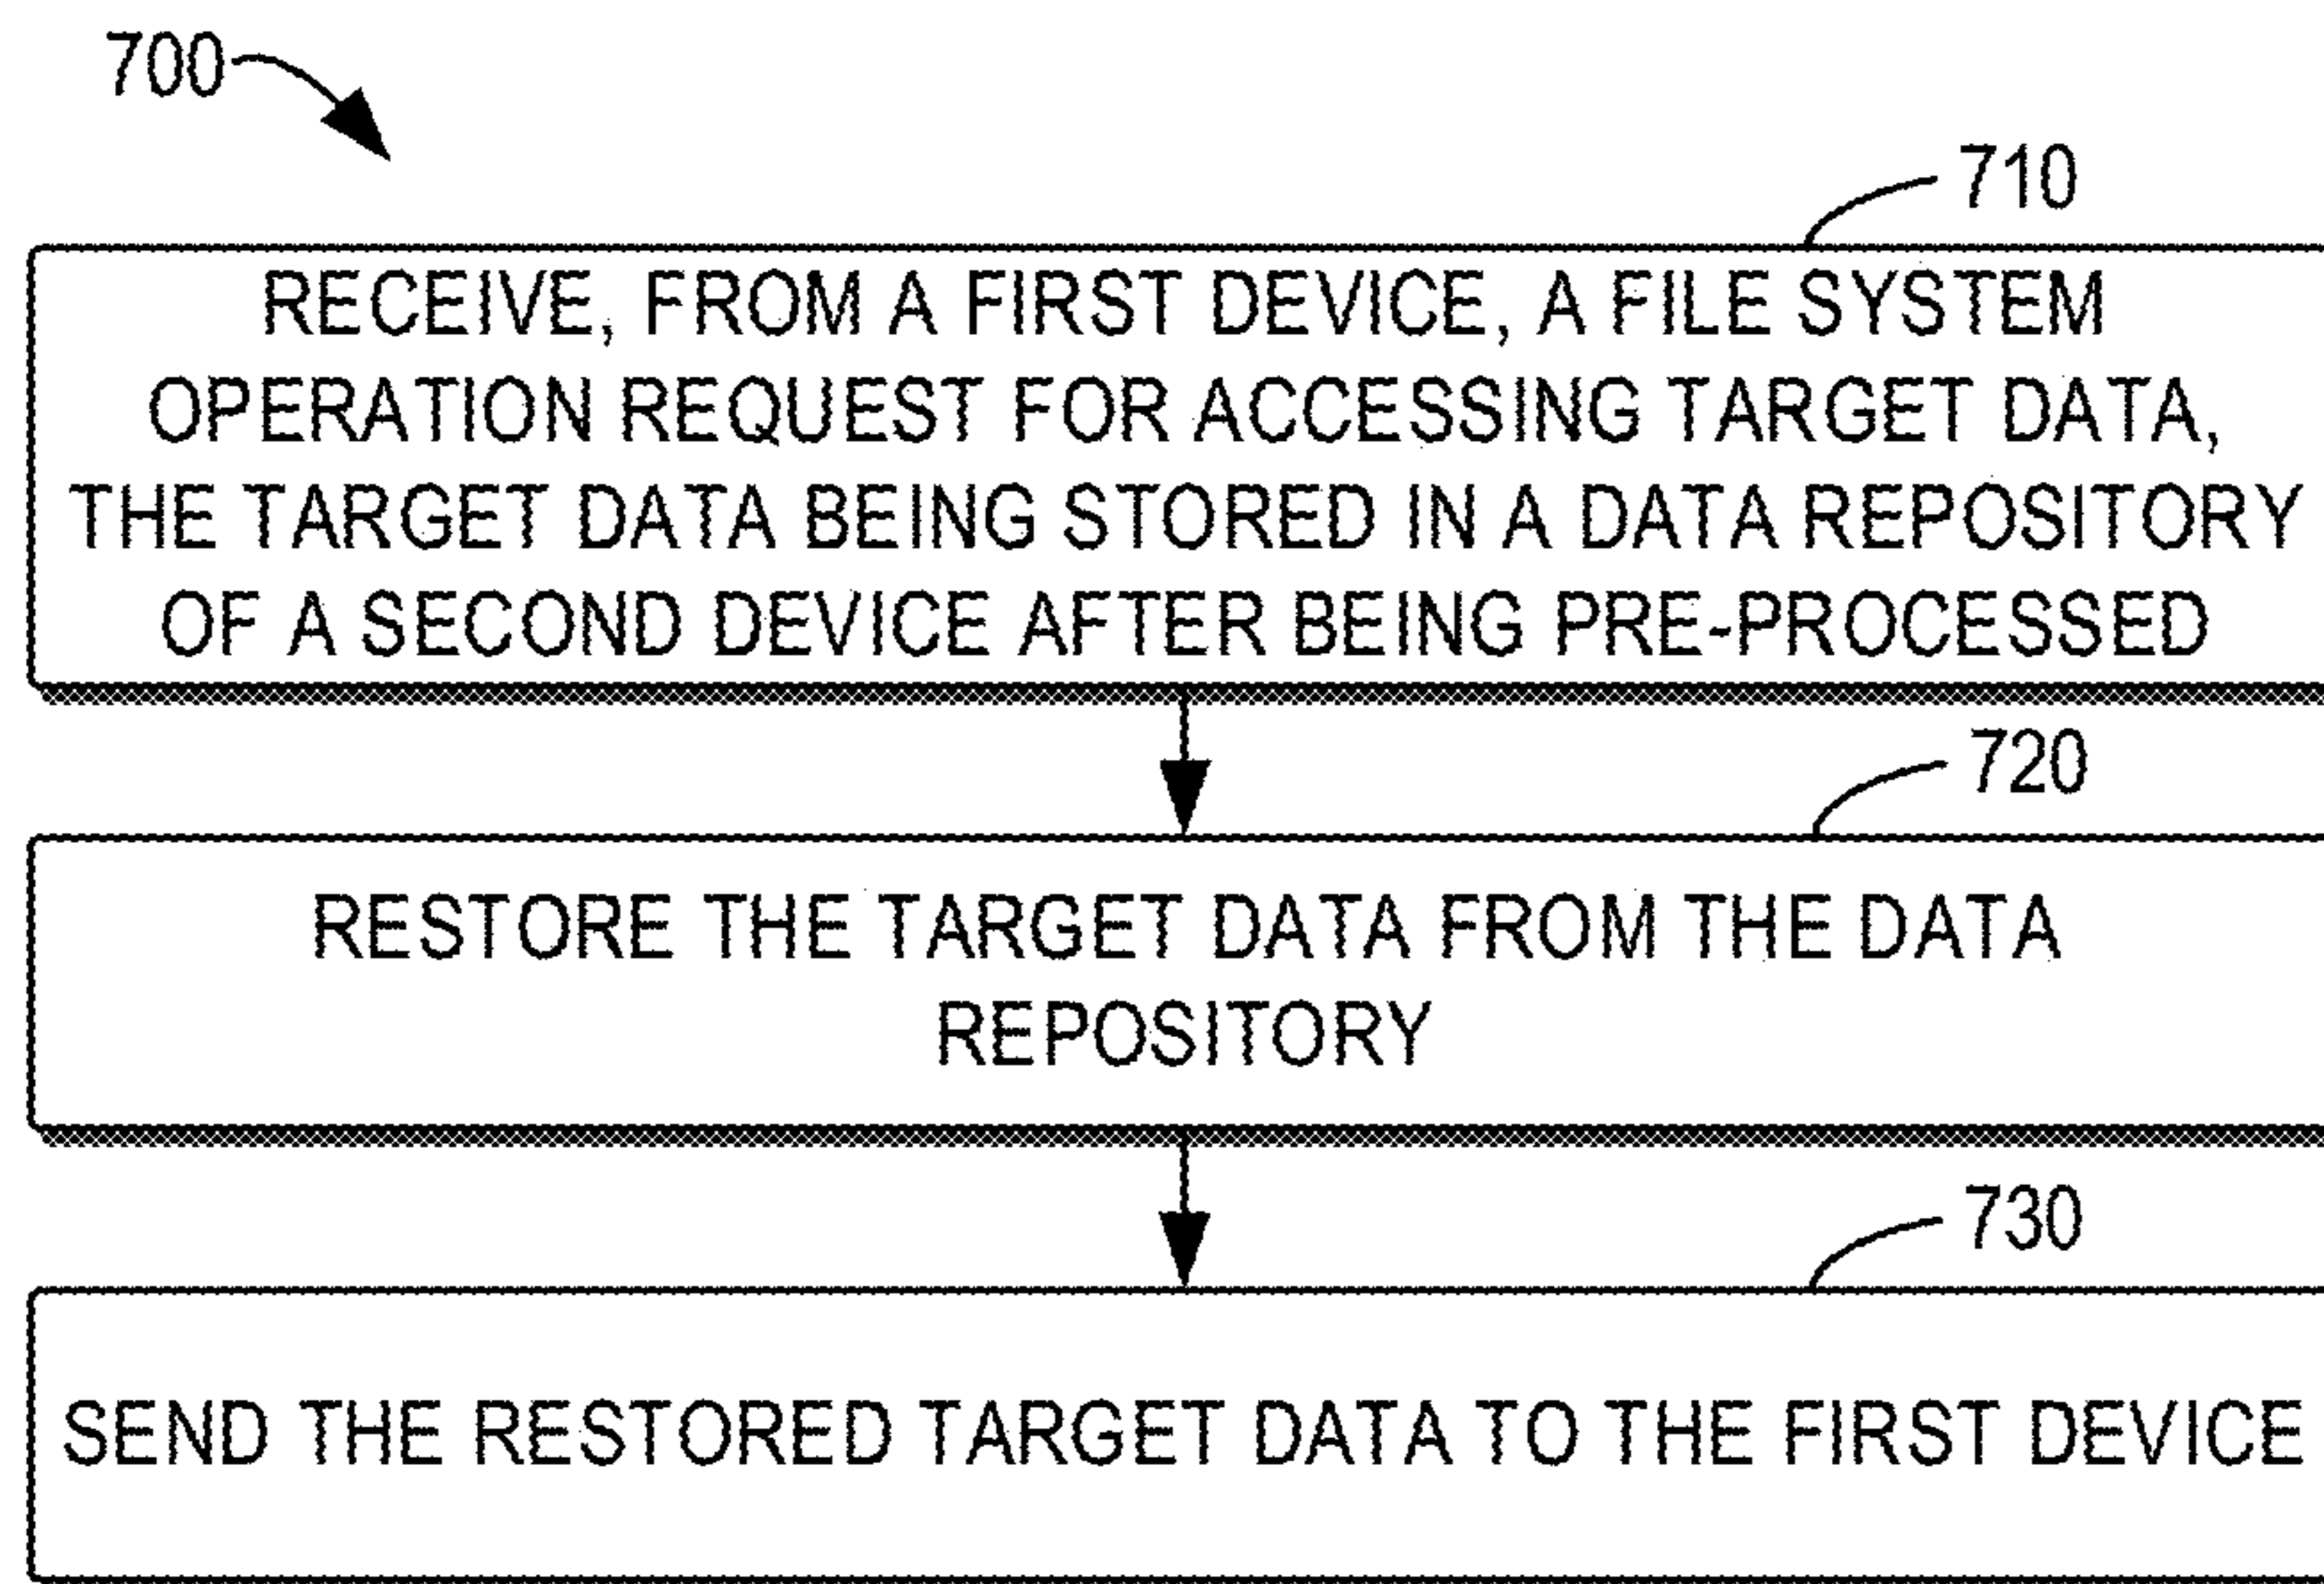 700
710
RECEIVE, FROM A FIRST DEVICE, A FILE SYSTEM
OPERATION REQUEST FOR ACCESSING TARGET DATA,
THE TARGET DATA BEING STORED IN A DATA REPOSITORY
OF A SECOND DEVICE AFTER BEING PRE-PROCESSED
720
RESTORE THE TARGET DATA FROM THE DATA
REPOSITORY
730
SEND THE RESTORED TARGET DATA TO THE FIRST DEVICE